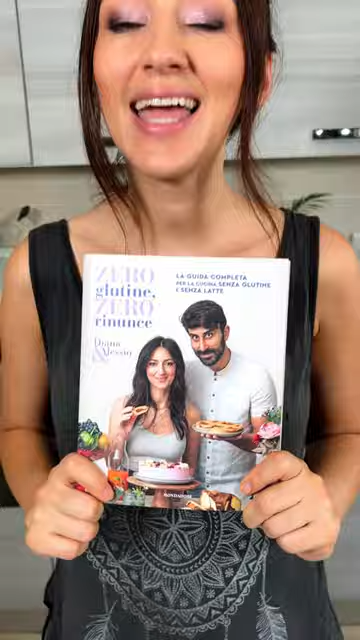 ZERO
glutine,
ZERO
rinunce
LA GUIDA COMPLETA
PER LA CUCINA SENZA GLUTINE
E SENZA LATTE
Diana
& Alessio
MONDADORI